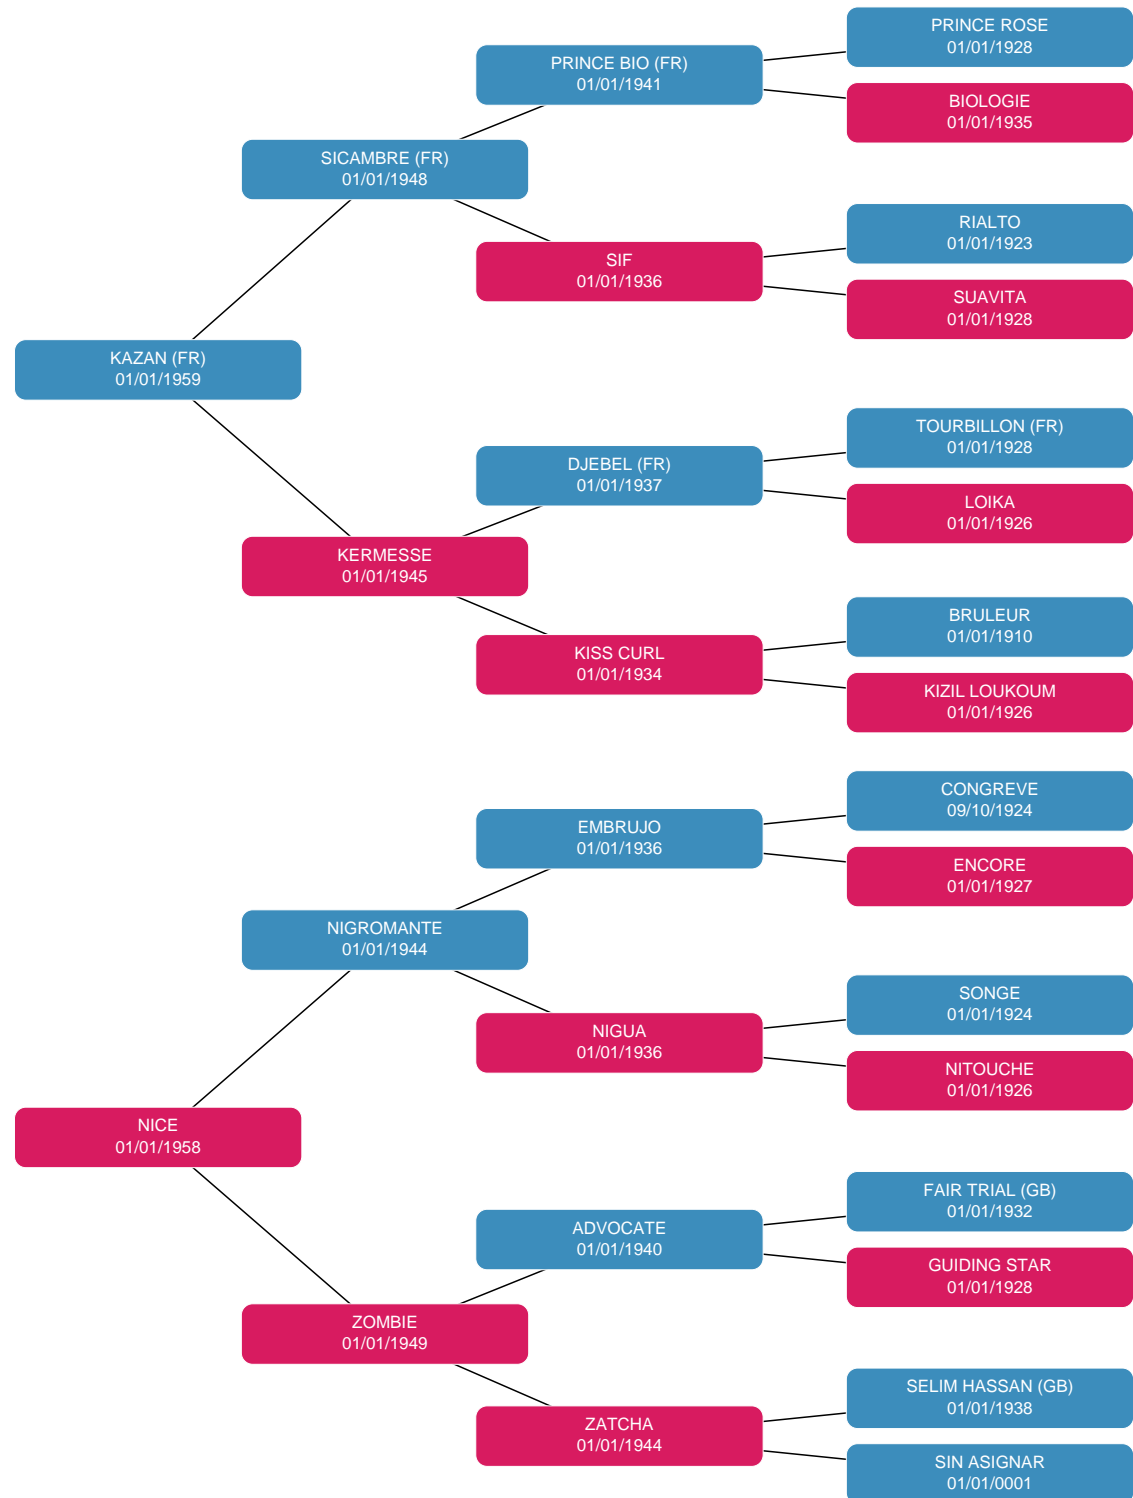 PRINCE ROSE
01/01/1928
PRINCE BIO (FR)
01/01/1941
BIOLOGIE
01/01/1935
SICAMBRE (FR)
01/01/1948
RIALTO
01/01/1923
SIF
01/01/1936
SUAVITA
01/01/1928
KAZAN (FR)
01/01/1959
TOURBILLON (FR)
01/01/1928
DJEBEL (FR)
01/01/1937
LOIKA
01/01/1926
KERMESSE
01/01/1945
BRULEUR
01/01/1910
KISS CURL
01/01/1934
KIZIL LOUKOUM
01/01/1926
CONGREVE
09/10/1924
EMBRUJO
01/01/1936
ENCORE
01/01/1927
NIGROMANTE
01/01/1944
SONGE
01/01/1924
NIGUA
01/01/1936
NITOUCHE
01/01/1926
NICE
01/01/1958
FAIR TRIAL (GB)
01/01/1932
ADVOCATE
01/01/1940
GUIDING STAR
01/01/1928
ZOMBIE
01/01/1949
SELIM HASSAN (GB)
01/01/1938
ZATCHA
01/01/1944
SIN ASIGNAR
01/01/0001